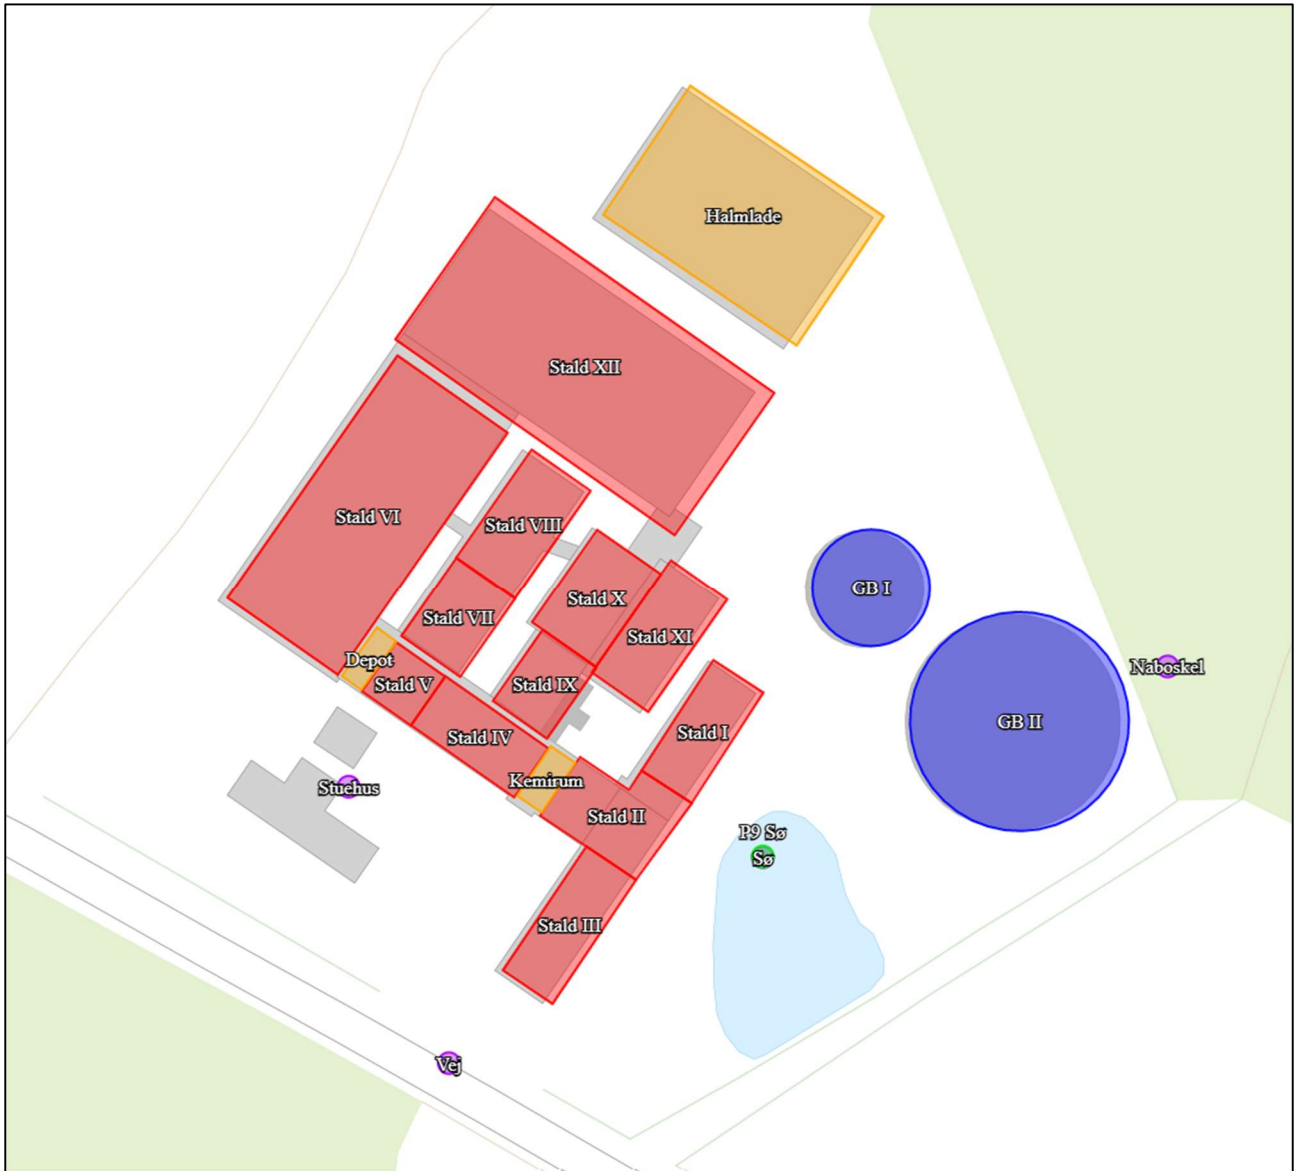 Halmlade
Stald XII
Stald VI
Stald VIII
GB I
Stald X
Stald VII
Stald XI
Depot
Naboskel
Stald V
Stald IX
GB II
Stald I
Stald IV
Kemirum
Stuehus
Stald II
P9 Sø
Sø
Stald III
Vej